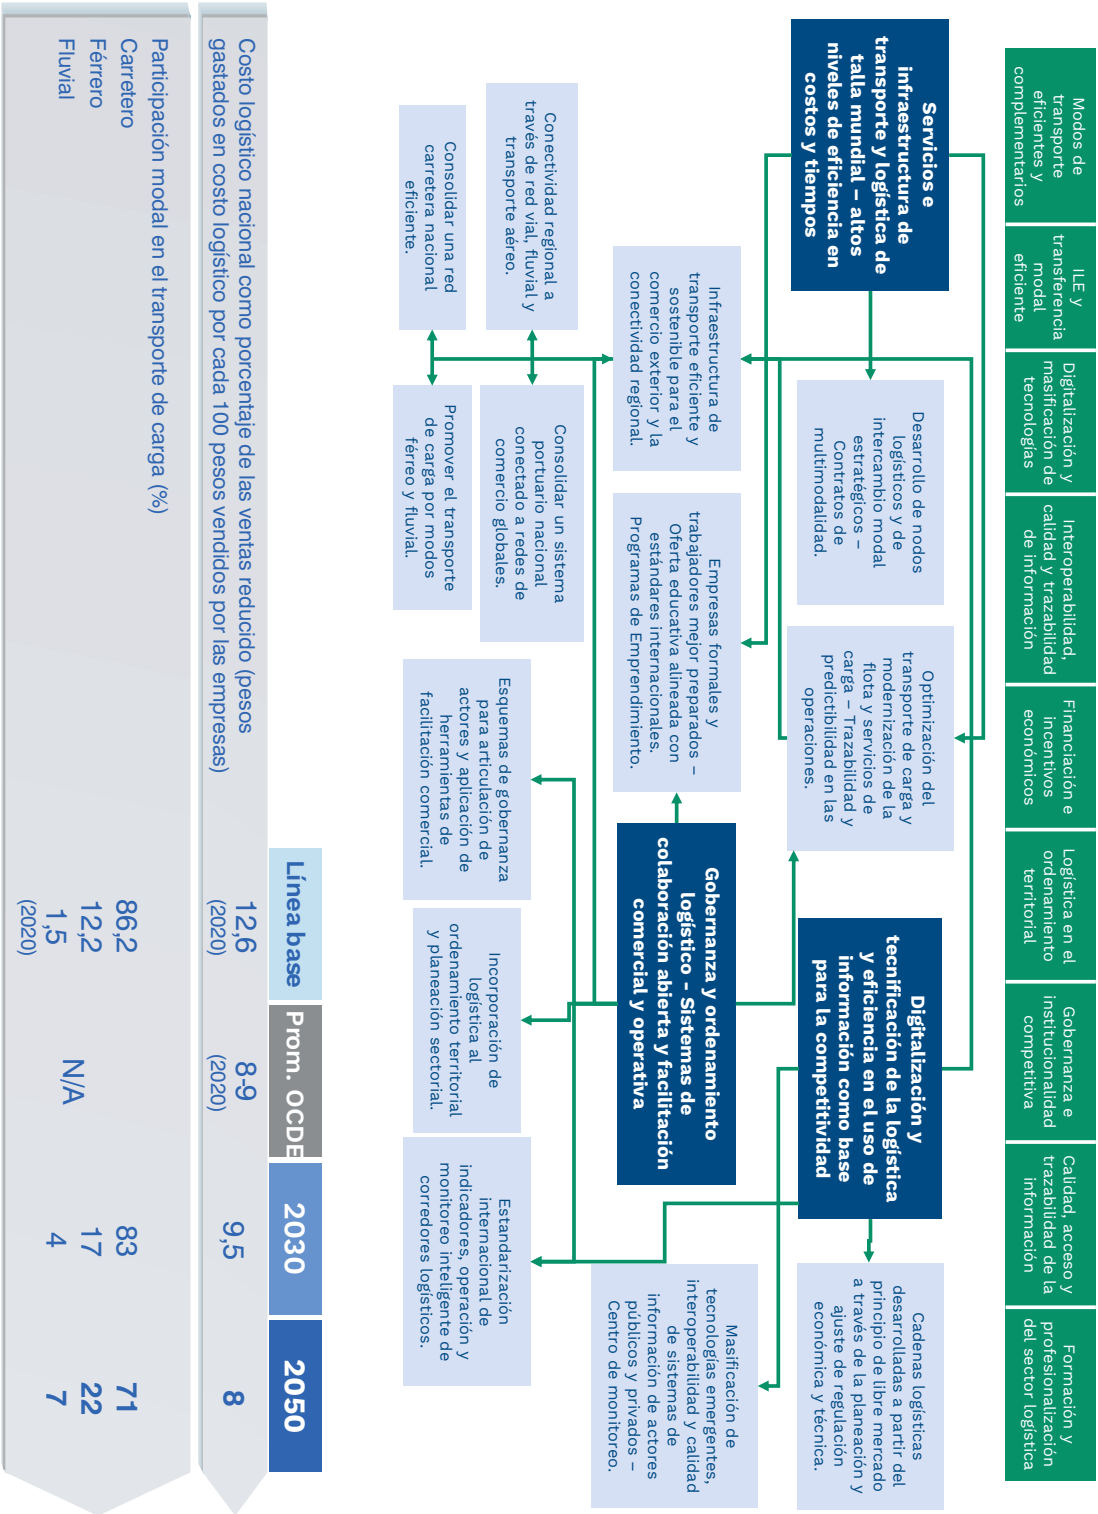 Modos de
transporte
eficientes y
complementarios
ILE y
transferencia
modal
eficiente
Digitalización y
masificación de
tecnologías
Interoperabilidad,
calidad y trazabilidad
de información
Financiación e
incentivos
económicos
Logística en el
ordenamiento
territorial
Gobernanza e
institucionalidad
competitiva
Calidad, acceso y
trazabilidad de la
información
Formación y
profesionalización
del sector logística
Servicios e
infraestructura de
transporte y logística de
talla mundial – altos
niveles de eficiencia en
costos y tiempos
Desarrollo de nodos
logísticos y de
intercambio modal
estratégicos –
Contratos de
multimodalidad.
Optimización del
transporte de carga y
modernización de la
flota y servicios de
carga – Trazabilidad y
predictibilidad en las
operaciones.
Digitalización y
tecnificación de la logística
y eficiencia en el uso de
información como base
para la competitividad
Cadenas logísticas
desarrolladas a partir del
principio de libre mercado
a través de la planeación y
ajuste de regulación
económica y técnica.
Infraestructura de
transporte eficiente y
sostenible para el
comercio exterior y la
conectividad regional.
Empresas formales y
trabajadores mejor preparados –
Oferta educativa alineada con
estándares internacionales.
Programas de Emprendimiento.
Gobernanza y ordenamiento
logístico – Sistemas de
colaboración abierta y facilitación
comercial y operativa
Masificación de
tecnologías emergentes,
interoperabilidad y calidad
de sistemas de
información de actores
públicos y privados –
Centro de monitoreo.
Conectividad regional a
través de red vial, fluvial y
transporte aéreo.
Consolidar un sistema
portuario nacional
conectado a redes de
comercio globales.
Consolidar una red
carretera nacional
eficiente.
Promover el transporte
de carga por modos
férreo y fluvial.
Esquemas de gobernanza
para articulación de
actores y aplicación de
herramientas de
facilitación comercial.
Incorporación de
logística al
ordenamiento territorial
y planeación sectorial.
Estandarización
internacional de
indicadores, operación y
monitoreo inteligente de
corredores logísticos.
Línea base
Prom. OCDE
2030
2050
Costo logístico nacional como porcentaje de las ventas reducido (pesos
gastados en costo logístico por cada 100 pesos vendidos por las empresas)
12,6
(2020)
8-9
(2020)
9,5
8
Participación modal en el transporte de carga (%)
Carretero 86,2 83 71
Férrero 12,2 N/A 17 22
Fluvial 1,5 4 7
(2020)